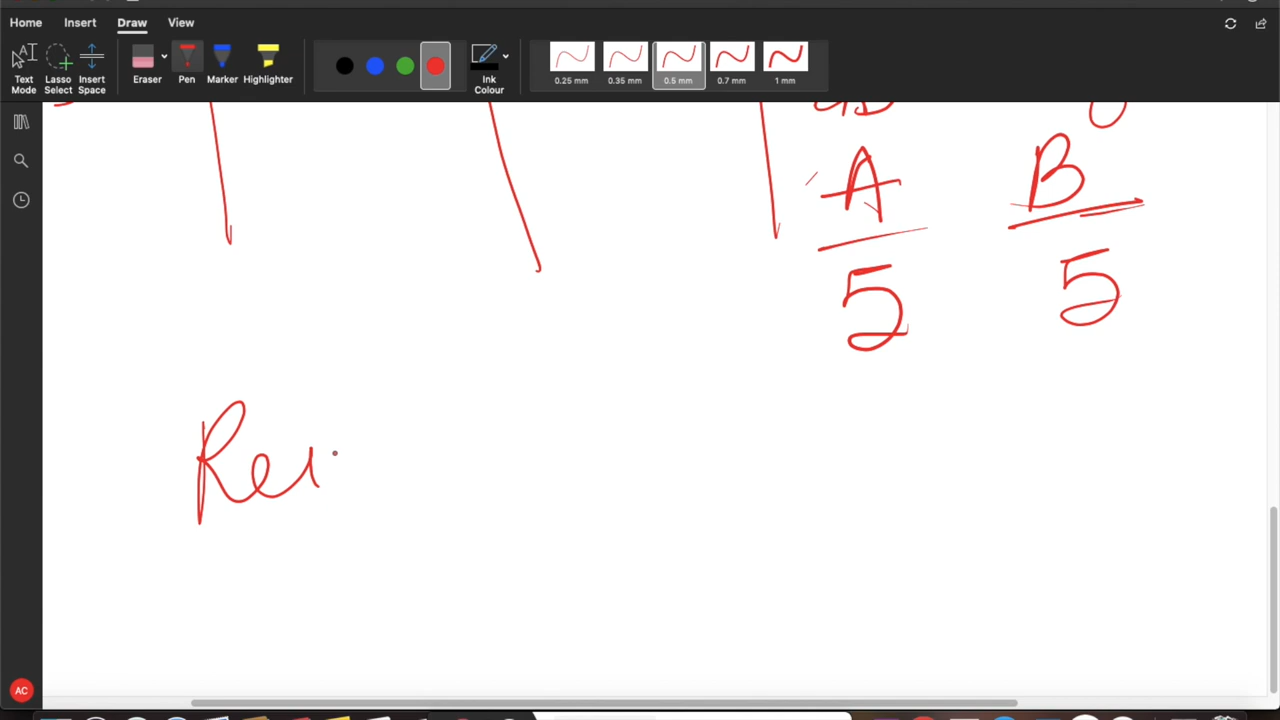 Home Insert Draw View
Text Mode
Lasso Select
Insert Space
Eraser
Pen
Marker
Highlighter
Ink Colour
0.25 mm
0.35 mm
0.5 mm
0.7 mm
1 mm
A B
5 5
AC